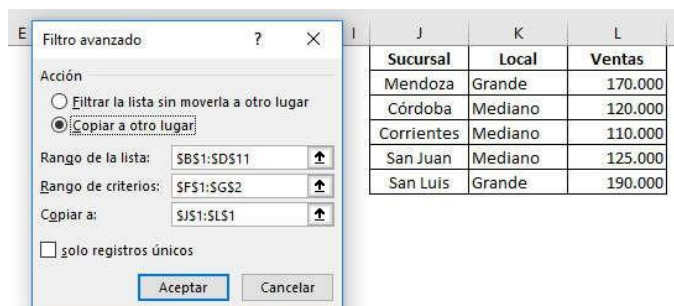 E I J K L
Filtro avanzado ? X
Acción
Filtrar la lista sin moverla a otro lugar
Copiar a otro lugar
Rango de la lista: $B$1:$D$11
Rango de criterios: $F$1:$G$2
Copiar a: $J$1:$L$1
solo registros únicos
Aceptar Cancelar
Sucursal Local Ventas
Mendoza Grande 170.000
Córdoba Mediano 120.000
Corrientes Mediano 110.000
San Juan Mediano 125.000
San Luis Grande 190.000